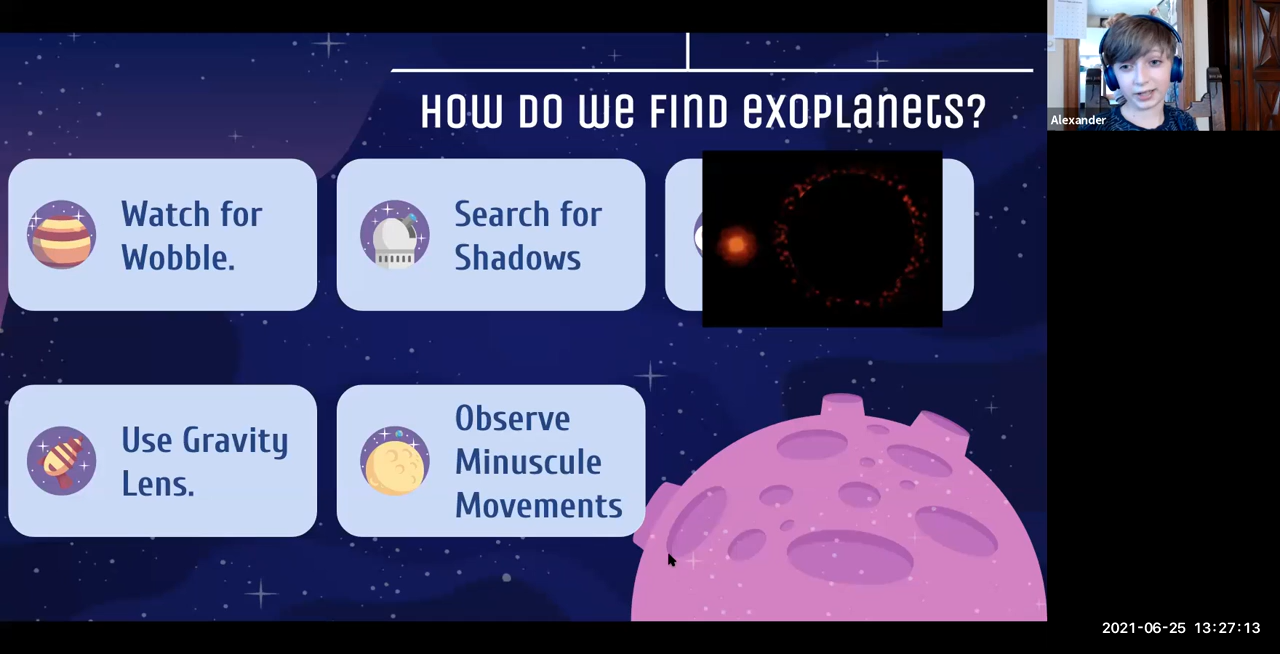 HOW DO WE FIND EXOPLANETS?
Alexander
Watch for
Wobble.
Search for
Shadows
Use Gravity
Lens.
Observe
Minuscule
Movements
2021-06-25 13:27:13